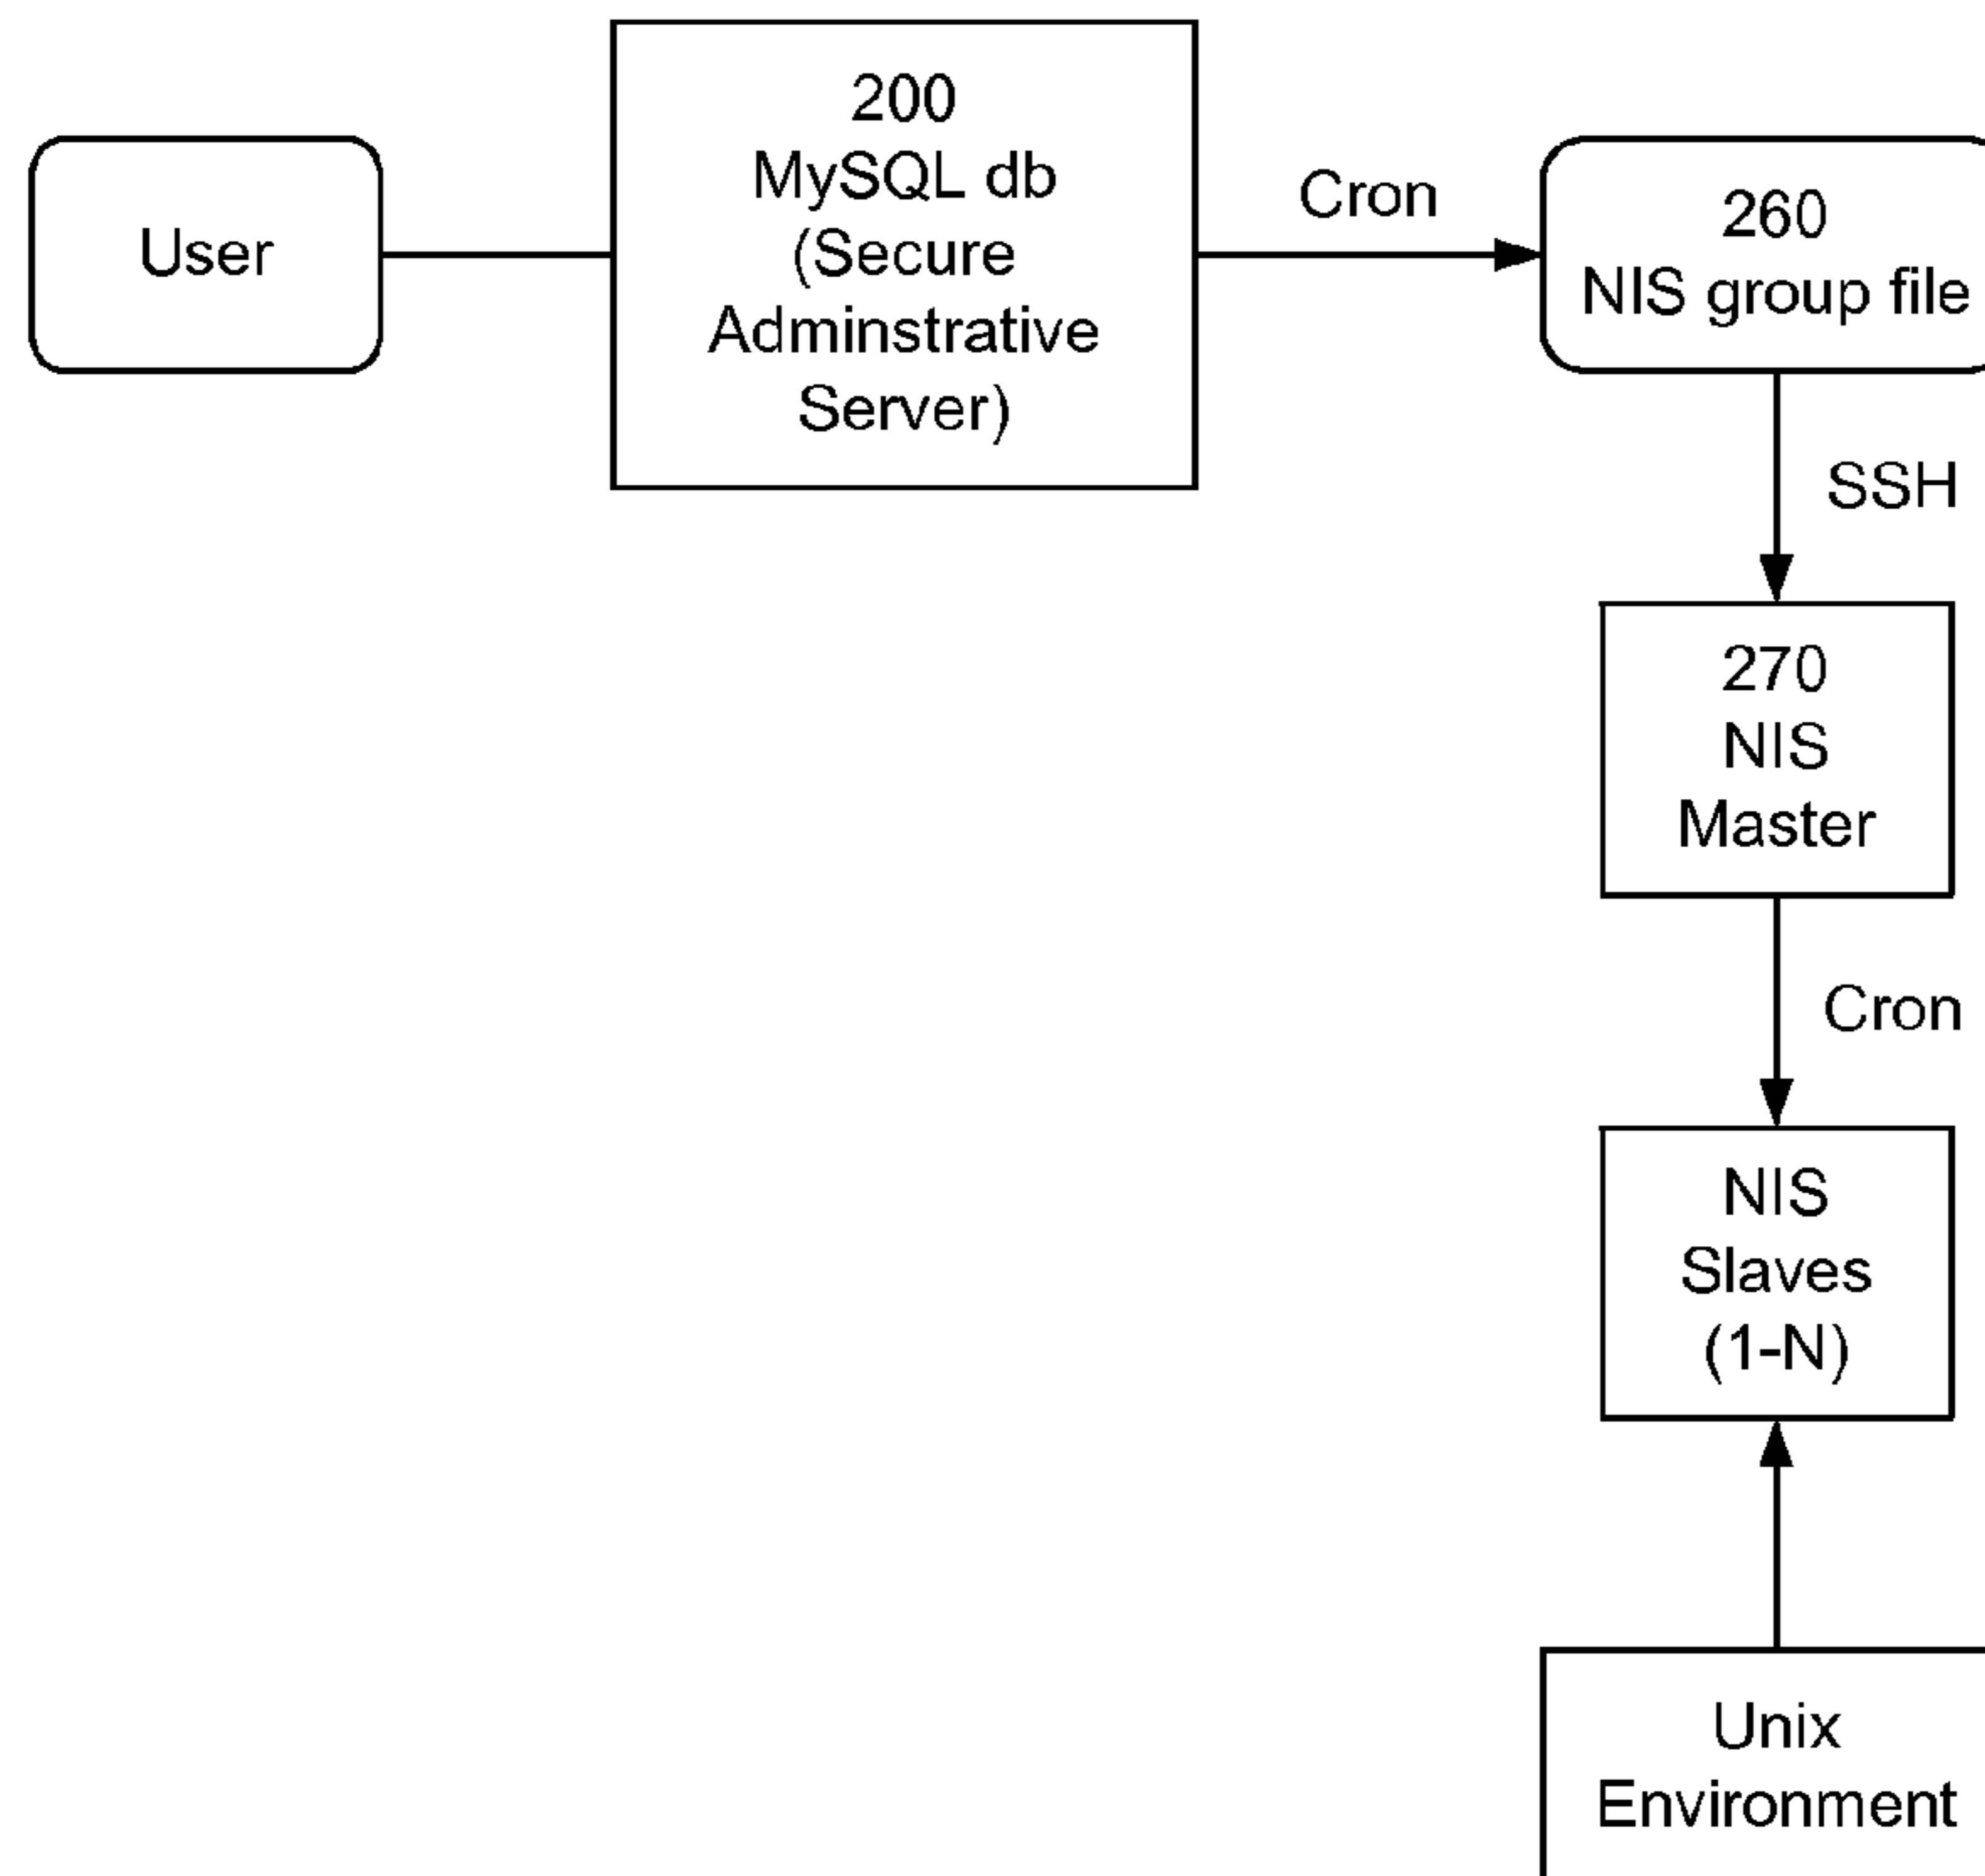 User
200
MySQL db
(Secure
Adminstrative
Server)
Cron
260
NIS group file
SSH
270
NIS
Master
Cron
NIS
Slaves
(1-N)
Unix
Environment